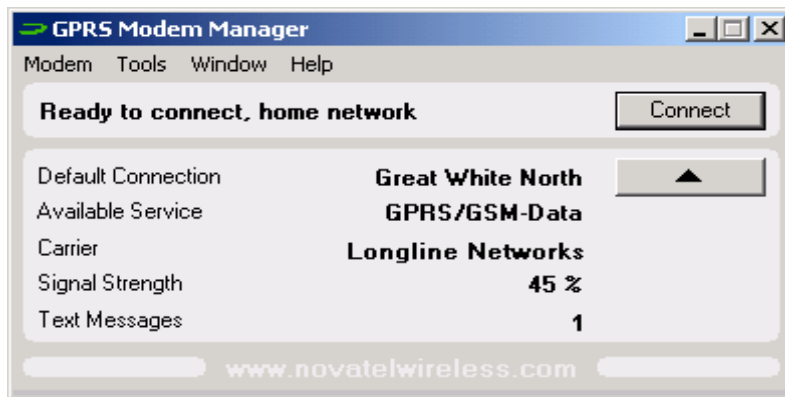 GPRS Modem Manager
Modem Tools Window Help
Ready to connect, home network Connect
Default Connection Great White North
Available Service GPRS/GSM-Data
Carrier Longline Networks
Signal Strength 45 %
Text Messages 1
www.novatelwireless.com